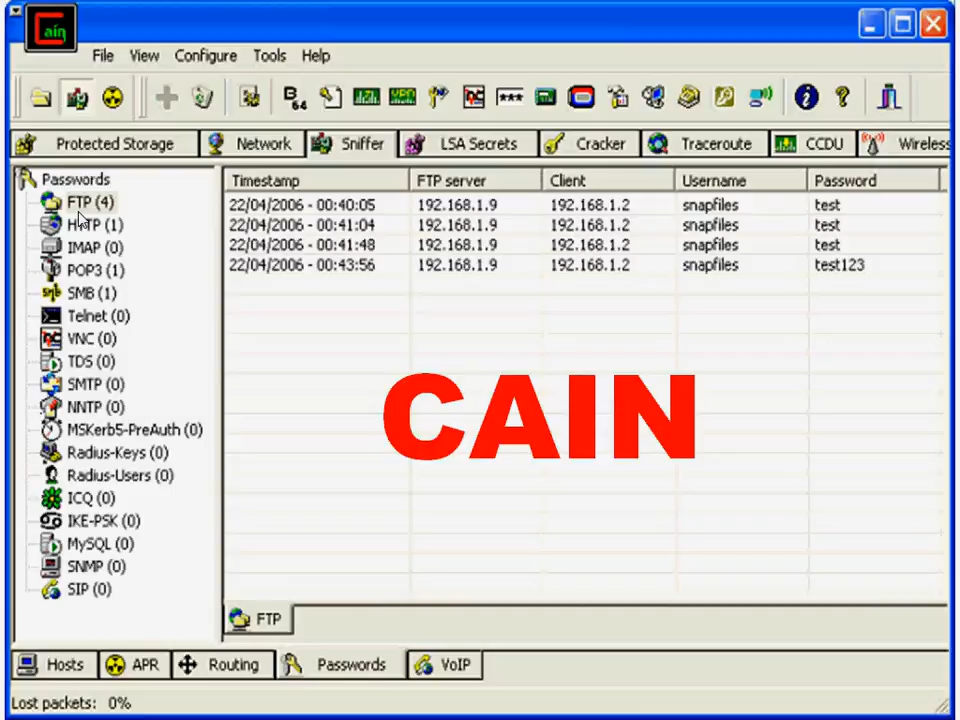 Cain
File View Configure Tools Help
B 64
Protected Storage Network Sniffer LSA Secrets Cracker Traceroute CCDU Wireless
Passwords
FTP (4)
HTTP (1)
IMAP (0)
POP3 (1)
SMB (1)
Telnet (0)
VNC (0)
TDS (0)
SMTP (0)
NNTP (0)
MSKerb5-PreAuth (0)
Radius-Keys (0)
Radius-Users (0)
ICQ (0)
IKE-PSK (0)
MySQL (0)
SNMP (0)
SIP (0)
Timestamp FTP server Client Username Password
22/04/2006 - 00:40:05 192.168.1.9 192.168.1.2 snapfiles test
22/04/2006 - 00:41:04 192.168.1.9 192.168.1.2 snapfiles test
22/04/2006 - 00:41:48 192.168.1.9 192.168.1.2 snapfiles test
22/04/2006 - 00:43:56 192.168.1.9 192.168.1.2 snapfiles test123
CAIN
FTP
Hosts APR Routing Passwords VoIP
Lost packets: 0%